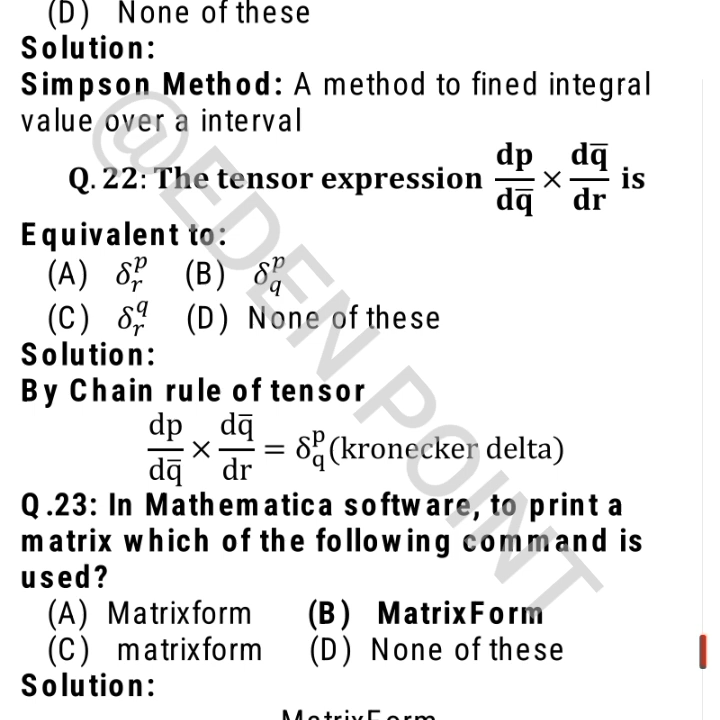 (D) None of these
Solution:
Simpson Method: A method to fined integral
value over a interval
Q. 22: The tensor expression dp/dq̅ × dq̅/dr is
Equivalent to:
(A) δᵖᵣ (B) δ^p_q
(C) δ^q_r (D) None of these
Solution:
By Chain rule of tensor
dp/dq̅ × dq̅/dr = δ^p_q (kronecker delta)
Q.23: In Mathematica software, to print a
matrix which of the following command is
used?
(A) Matrixform (B) MatrixForm
(C) matrixform (D) None of these
Solution:
MatrixForm
@EDEN POINT